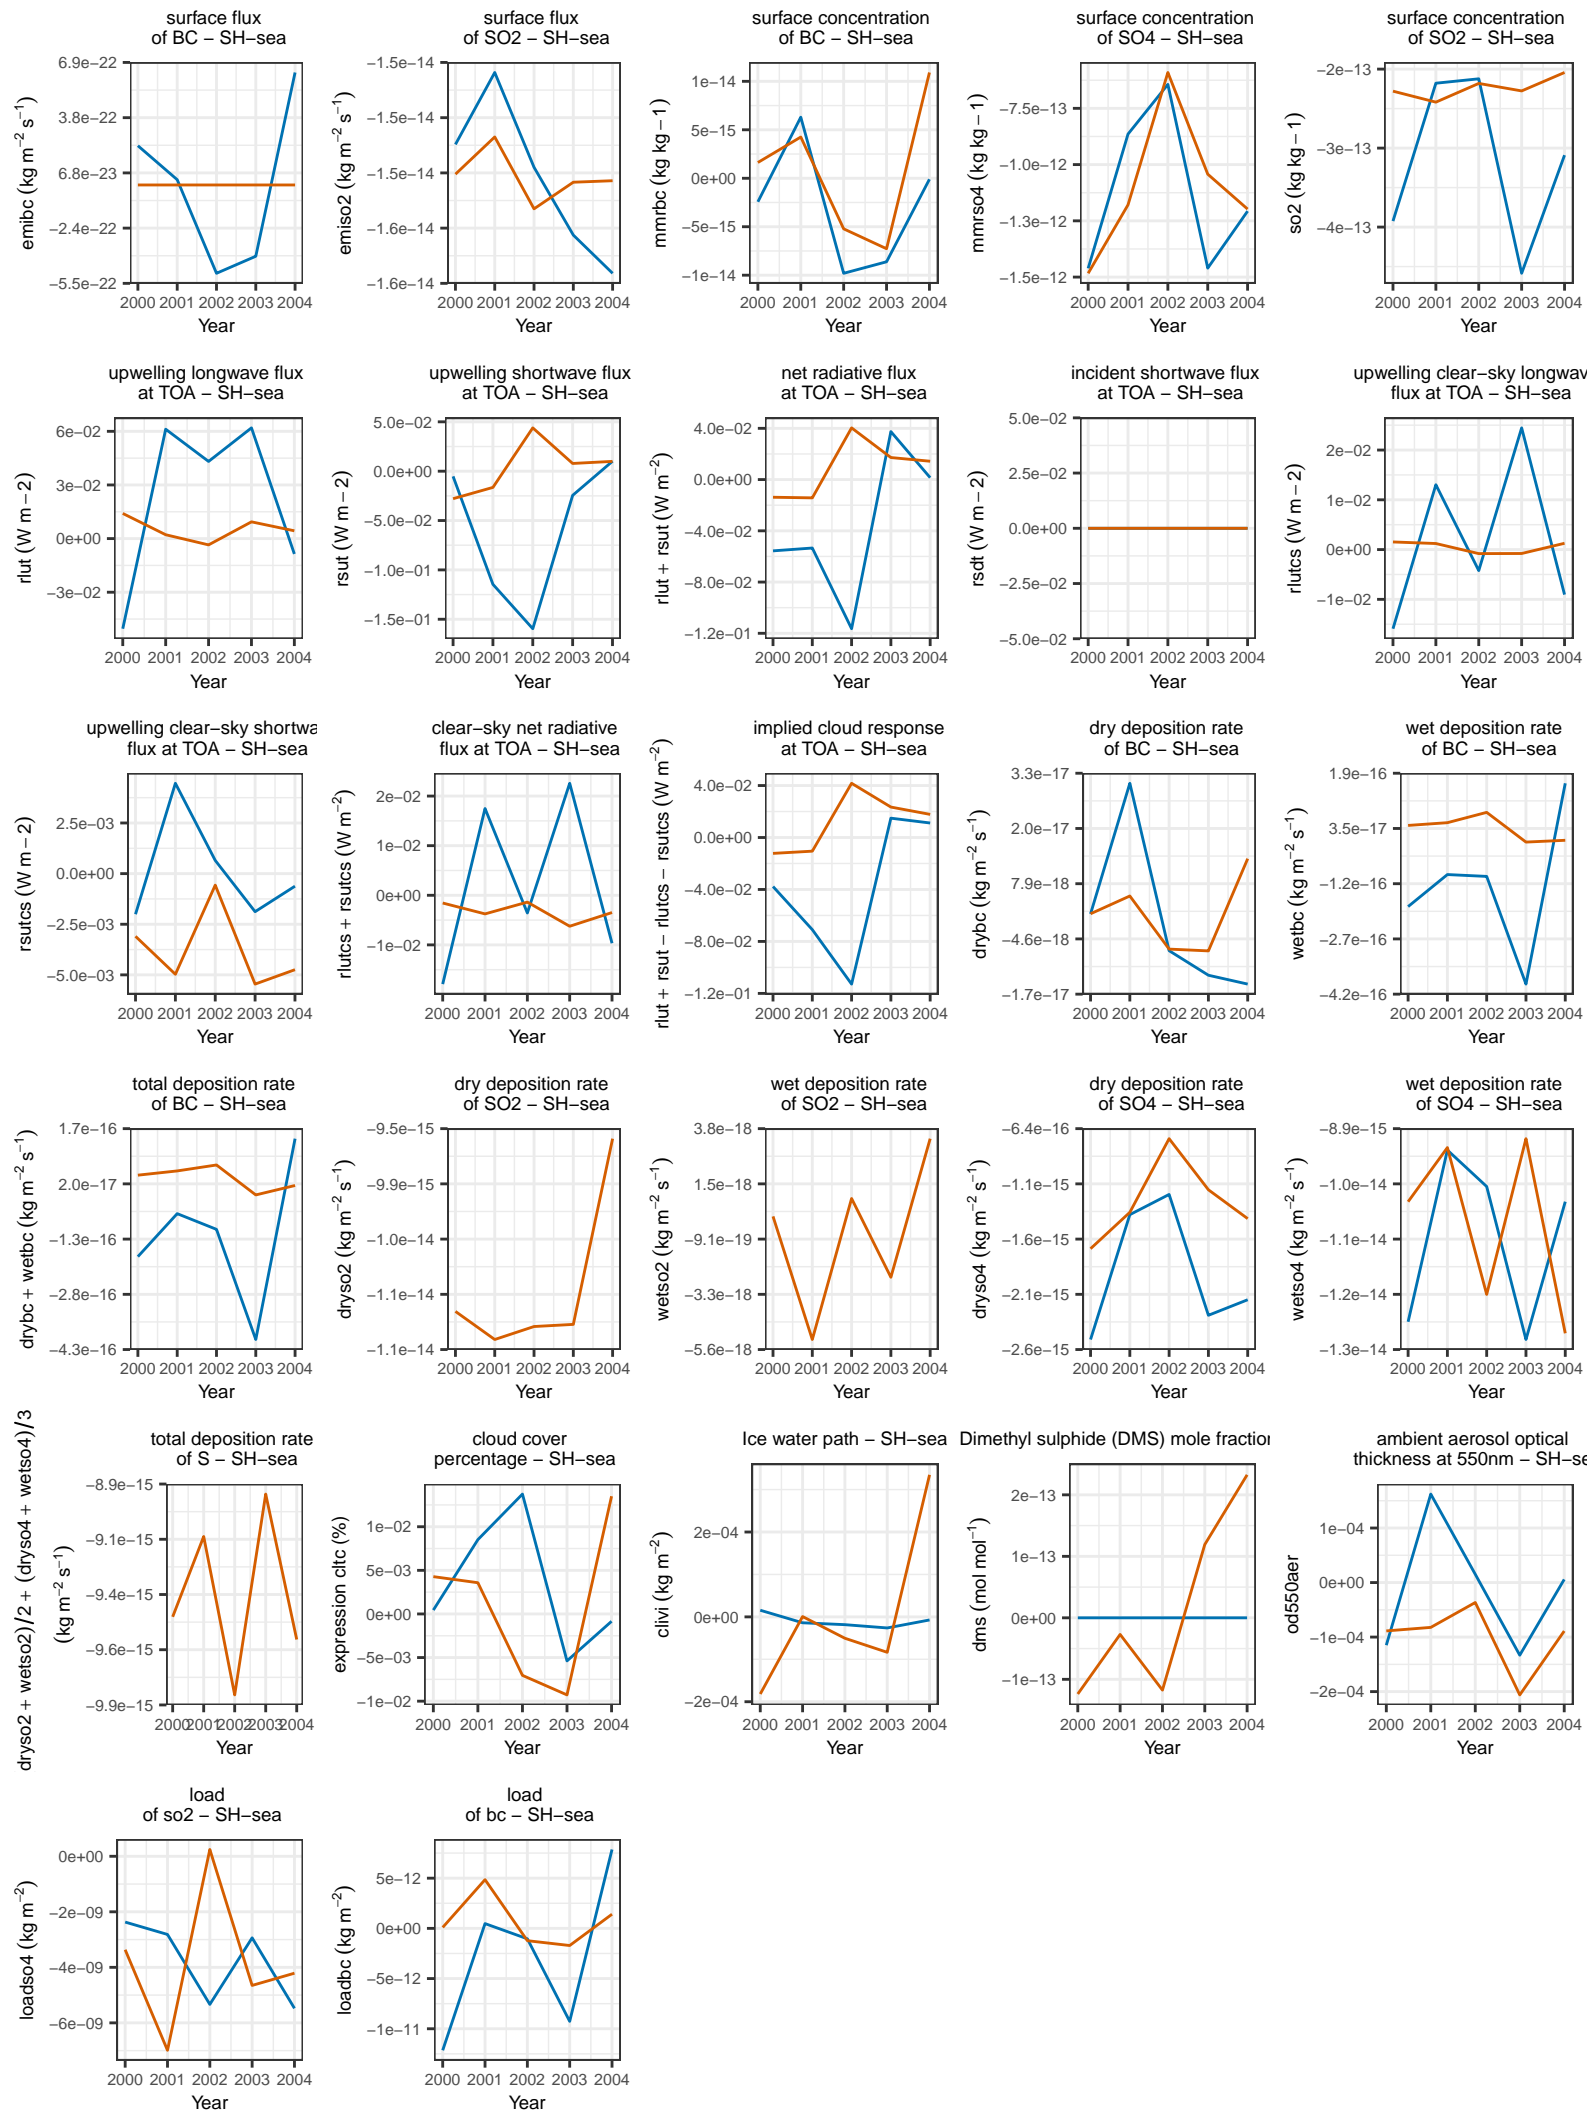 surface flux
of BC − SH−sea
emibc (kg m−2 s−1)
6.9e−22
3.8e−22
6.8e−23
−2.4e−22
−5.5e−22
2000 2001 2002 2003 2004
Year
surface flux
of SO2 − SH−sea
emiso2 (kg m−2 s−1)
−1.5e−14
−1.5e−14
−1.5e−14
−1.6e−14
−1.6e−14
2000 2001 2002 2003 2004
Year
surface concentration
of BC − SH−sea
mmrbc (kg kg − 1)
1e−14
5e−15
0e+00
−5e−15
−1e−14
2000 2001 2002 2003 2004
Year
surface concentration
of SO4 − SH−sea
mmrso4 (kg kg − 1)
−7.5e−13
−1.0e−12
−1.3e−12
−1.5e−12
2000 2001 2002 2003 2004
Year
surface concentration
of SO2 − SH−sea
so2 (kg kg − 1)
−2e−13
−3e−13
−4e−13
2000 2001 2002 2003 2004
Year
upwelling longwave flux
at TOA − SH−sea
rlut (W m − 2)
6e−02
3e−02
0e+00
−3e−02
2000 2001 2002 2003 2004
Year
upwelling shortwave flux
at TOA − SH−sea
rsut (W m − 2)
5.0e−02
0.0e+00
−5.0e−02
−1.0e−01
−1.5e−01
2000 2001 2002 2003 2004
Year
net radiative flux
at TOA − SH−sea
rlut + rsut (W m−2)
4.0e−02
0.0e+00
−4.0e−02
−8.0e−02
−1.2e−01
2000 2001 2002 2003 2004
Year
incident shortwave flux
at TOA − SH−sea
rsdt (W m − 2)
5.0e−02
2.5e−02
0.0e+00
−2.5e−02
−5.0e−02
2000 2001 2002 2003 2004
Year
upwelling clear−sky longwav
flux at TOA − SH−sea
rlutcs (W m − 2)
2e−02
1e−02
0e+00
−1e−02
2000 2001 2002 2003 2004
Year
upwelling clear−sky shortwa
flux at TOA − SH−sea
rsutcs (W m − 2)
2.5e−03
0.0e+00
−2.5e−03
−5.0e−03
2000 2001 2002 2003 2004
Year
clear−sky net radiative
flux at TOA − SH−sea
rlutcs + rsutcs (W m−2)
2e−02
1e−02
0e+00
−1e−02
2000 2001 2002 2003 2004
Year
implied cloud response
at TOA − SH−sea
rlut + rsut − rlutcs − rsutcs (W m−2)
4.0e−02
0.0e+00
−4.0e−02
−8.0e−02
−1.2e−01
2000 2001 2002 2003 2004
Year
dry deposition rate
of BC − SH−sea
drybc (kg m−2 s−1)
3.3e−17
2.0e−17
7.9e−18
−4.6e−18
−1.7e−17
2000 2001 2002 2003 2004
Year
wet deposition rate
of BC − SH−sea
wetbc (kg m−2 s−1)
1.9e−16
3.5e−17
−1.2e−16
−2.7e−16
−4.2e−16
2000 2001 2002 2003 2004
Year
total deposition rate
of BC − SH−sea
drybc + wetbc (kg m−2 s−1)
1.7e−16
2.0e−17
−1.3e−16
−2.8e−16
−4.3e−16
2000 2001 2002 2003 2004
Year
dry deposition rate
of SO2 − SH−sea
dryso2 (kg m−2 s−1)
−9.5e−15
−9.9e−15
−1.0e−14
−1.1e−14
−1.1e−14
2000 2001 2002 2003 2004
Year
wet deposition rate
of SO2 − SH−sea
wetso2 (kg m−2 s−1)
3.8e−18
1.5e−18
−9.1e−19
−3.3e−18
−5.6e−18
2000 2001 2002 2003 2004
Year
dry deposition rate
of SO4 − SH−sea
dryso4 (kg m−2 s−1)
−6.4e−16
−1.1e−15
−1.6e−15
−2.1e−15
−2.6e−15
2000 2001 2002 2003 2004
Year
wet deposition rate
of SO4 − SH−sea
wetso4 (kg m−2 s−1)
−8.9e−15
−1.0e−14
−1.1e−14
−1.2e−14
−1.3e−14
2000 2001 2002 2003 2004
Year
total deposition rate
of S − SH−sea
dryso2 + wetso2)/2 + (dryso4 + wetso4)/3
(kg m−2 s−1)
−8.9e−15
−9.1e−15
−9.4e−15
−9.6e−15
−9.9e−15
2000 2001 2002 2003 2004
Year
cloud cover
percentage − SH−sea
expression cltc (%)
1e−02
5e−03
0e+00
−5e−03
−1e−02
2000 2001 2002 2003 2004
Year
Ice water path − SH−sea
clivi (kg m−2)
2e−04
0e+00
−2e−04
2000 2001 2002 2003 2004
Year
Dimethyl sulphide (DMS) mole fraction
dms (mol mol−1)
2e−13
1e−13
0e+00
−1e−13
2000 2001 2002 2003 2004
Year
ambient aerosol optical
thickness at 550nm − SH−se
od550aer
1e−04
0e+00
−1e−04
−2e−04
2000 2001 2002 2003 2004
Year
load
of so2 − SH−sea
loadso4 (kg m−2)
0e+00
−2e−09
−4e−09
−6e−09
2000 2001 2002 2003 2004
Year
load
of bc − SH−sea
loadbc (kg m−2)
5e−12
0e+00
−5e−12
−1e−11
2000 2001 2002 2003 2004
Year